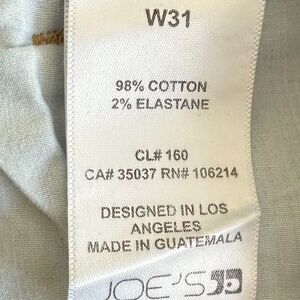 W31
98% COTTON
2% ELASTANE
CL# 160
CA# 35037 RN# 106214
DESIGNED IN LOS
ANGELES
MADE IN GUATEMALA
JOE'S